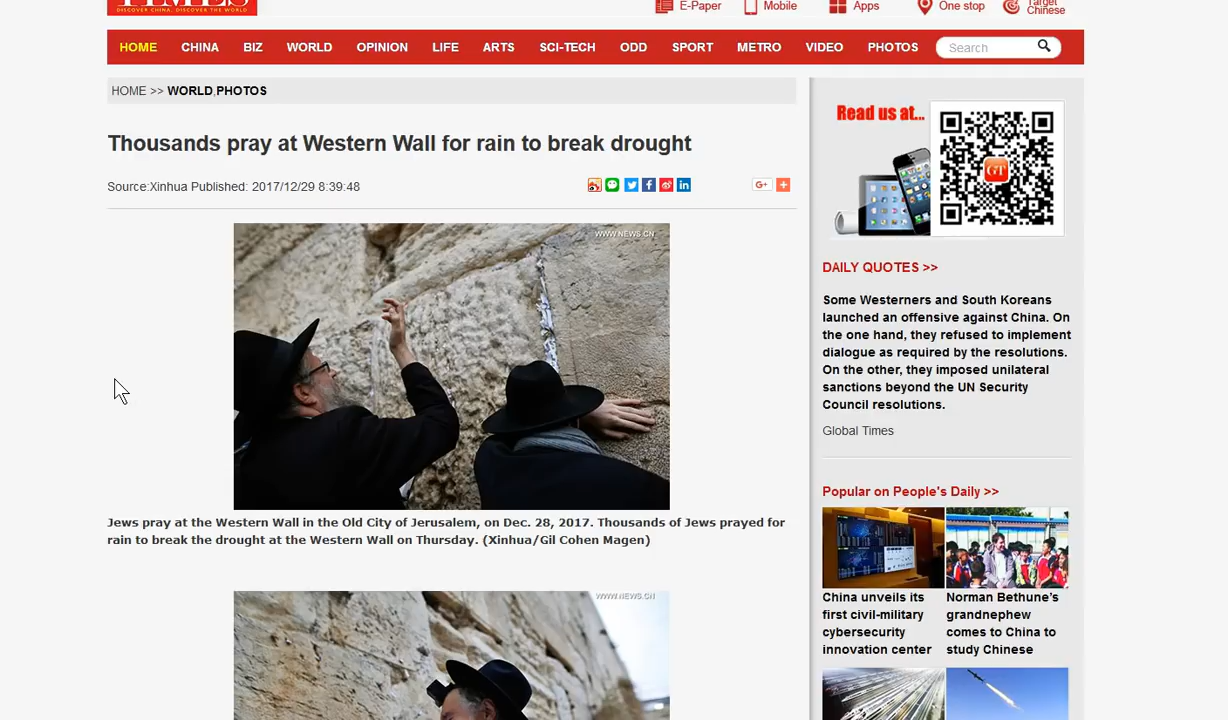 TIMES
DISCOVER CHINA, DISCOVER THE WORLD
E-Paper
Mobile
Apps
One stop
Target
Chinese
HOME CHINA BIZ WORLD OPINION LIFE ARTS SCI-TECH ODD SPORT METRO VIDEO PHOTOS Search
HOME >> WORLD,PHOTOS
Thousands pray at Western Wall for rain to break drought
Source:Xinhua Published: 2017/12/29 8:39:48
G+
WWW.NEWS.CN
Jews pray at the Western Wall in the Old City of Jerusalem, on Dec. 28, 2017. Thousands of Jews prayed for
rain to break the drought at the Western Wall on Thursday. (Xinhua/Gil Cohen Magen)
WWW.NEWS.CN
Read us at...
GT
DAILY QUOTES >>
Some Westerners and South Koreans
launched an offensive against China. On
the one hand, they refused to implement
dialogue as required by the resolutions.
On the other, they imposed unilateral
sanctions beyond the UN Security
Council resolutions.
Global Times
Popular on People's Daily >>
China unveils its
first civil-military
cybersecurity
innovation center
Norman Bethune's
grandnephew
comes to China to
study Chinese